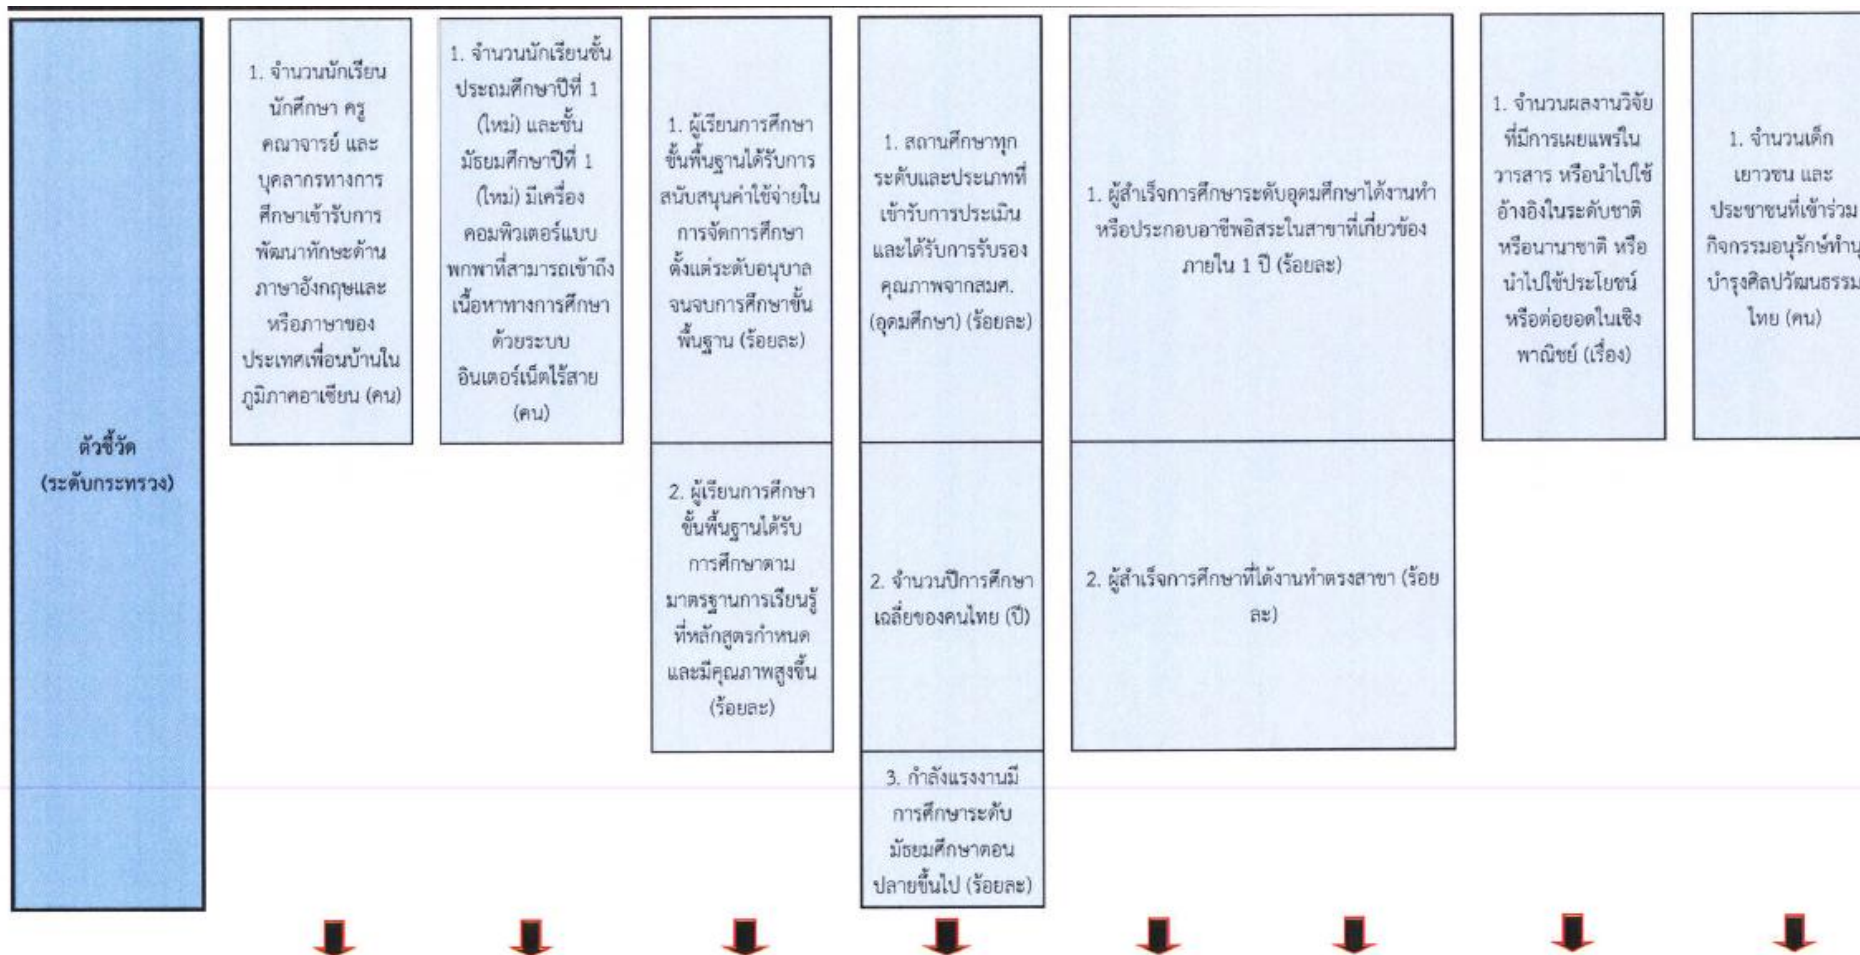 ตัวชี้วัด
(ระดับกระทรวง)
1. จำนวนนักเรียน
นักศึกษา ครู
คณาจารย์ และ
บุคลากรทางการ
ศึกษาเข้ารับการ
พัฒนาทักษะด้าน
ภาษาอังกฤษและ
หรือภาษาของ
ประเทศเพื่อนบ้านใน
ภูมิภาคอาเซียน (คน)
1. จำนวนนักเรียนชั้น
ประถมศึกษาปีที่ 1
(ใหม่) และชั้น
มัธยมศึกษาปีที่ 1
(ใหม่) มีเครื่อง
คอมพิวเตอร์แบบ
พกพาที่สามารถเข้าถึง
เนื้อหาทางการศึกษา
ด้วยระบบ
อินเตอร์เน็ตไร้สาย
(คน)
1. ผู้เรียนการศึกษา
ขั้นพื้นฐานได้รับการ
สนับสนุนค่าใช้จ่ายใน
การจัดการศึกษา
ตั้งแต่ระดับอนุบาล
จนจบการศึกษาขั้น
พื้นฐาน (ร้อยละ)
2. ผู้เรียนการศึกษา
ขั้นพื้นฐานได้รับ
การศึกษาตาม
มาตรฐานการเรียนรู้
ที่หลักสูตรกำหนด
และมีคุณภาพสูงขึ้น
(ร้อยละ)
1. สถานศึกษาทุก
ระดับและประเภทที่
เข้ารับการประเมิน
และได้รับการรับรอง
คุณภาพจากสมศ.
(อุดมศึกษา) (ร้อยละ)
2. จำนวนปีการศึกษา
เฉลี่ยของคนไทย (ปี)
3. กำลังแรงงานมี
การศึกษาระดับ
มัธยมศึกษาตอน
ปลายขึ้นไป (ร้อยละ)
1. ผู้สำเร็จการศึกษาระดับอุดมศึกษาได้งานทำ
หรือประกอบอาชีพอิสระในสาขาที่เกี่ยวข้อง
ภายใน 1 ปี (ร้อยละ)
2. ผู้สำเร็จการศึกษาที่ได้งานทำตรงสาขา (ร้อย
ละ)
1. จำนวนผลงานวิจัย
ที่มีการเผยแพร่ใน
วารสาร หรือนำไปใช้
อ้างอิงในระดับชาติ
หรือนานาชาติ หรือ
นำไปใช้ประโยชน์
หรือต่อยอดในเชิง
พาณิชย์ (เรื่อง)
1. จำนวนเด็ก
เยาวชน และ
ประชาชนที่เข้าร่วม
กิจกรรมอนุรักษ์ทำนุ
บำรุงศิลปวัฒนธรรม
ไทย (คน)